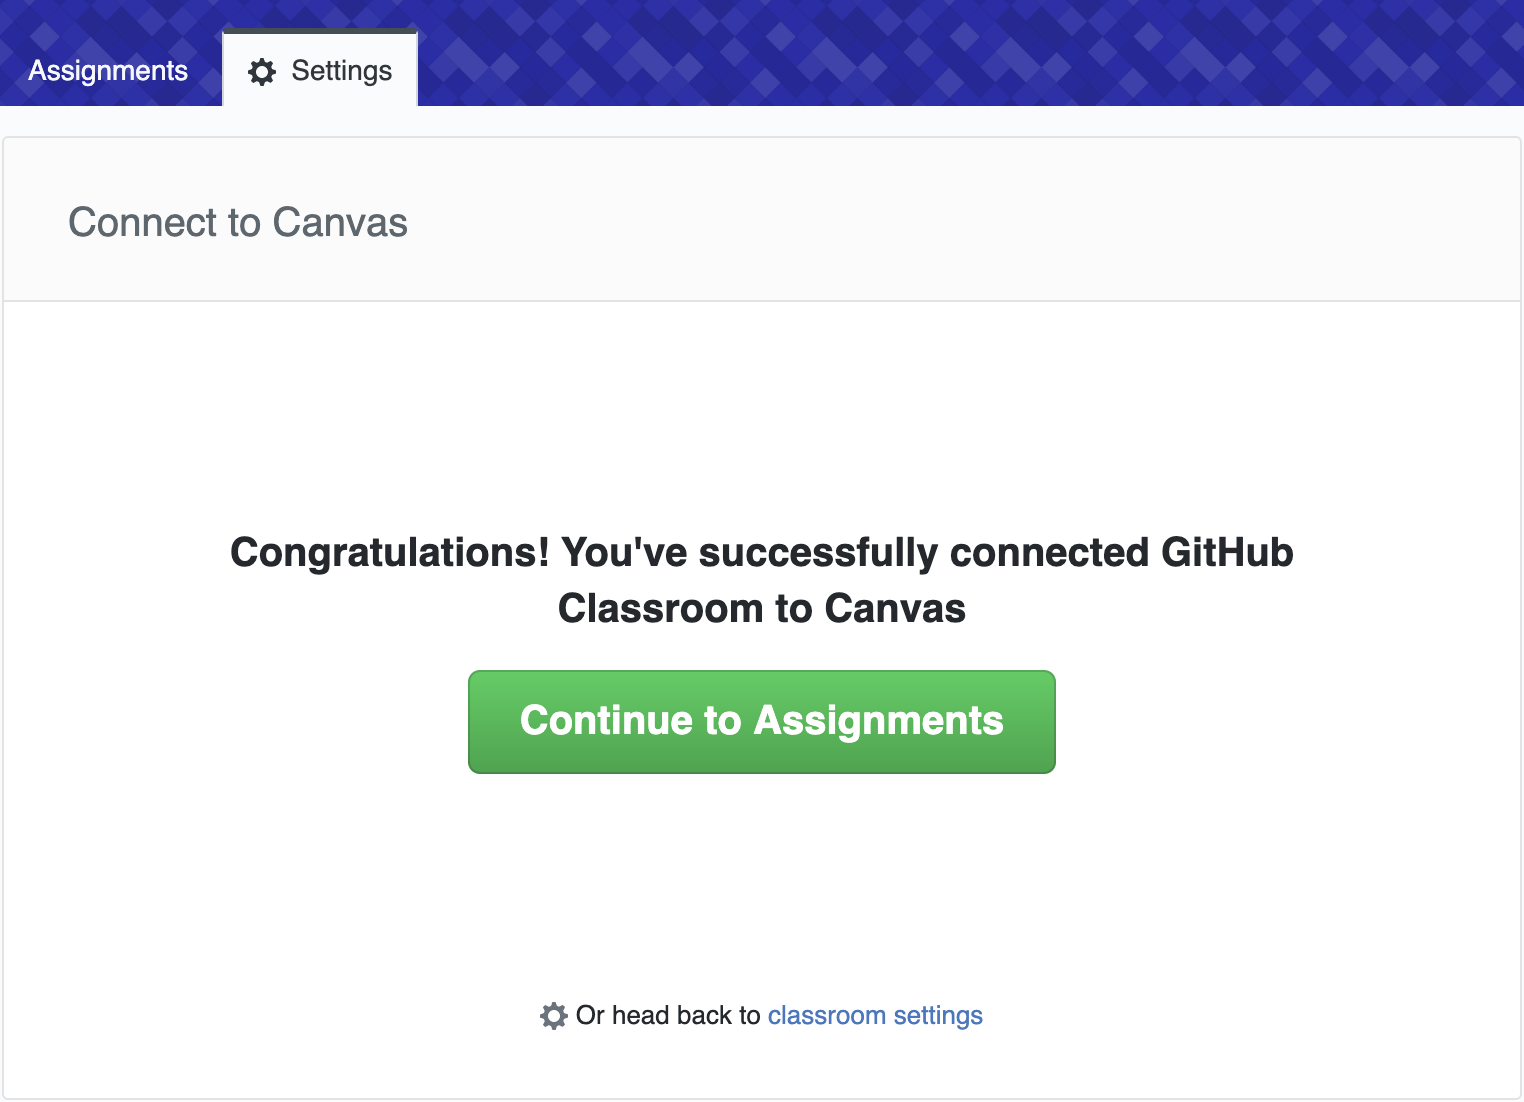 Assignments
Settings
Connect to Canvas
Congratulations! You've successfully connected GitHub
Classroom to Canvas
Continue to Assignments
Or head back to classroom settings